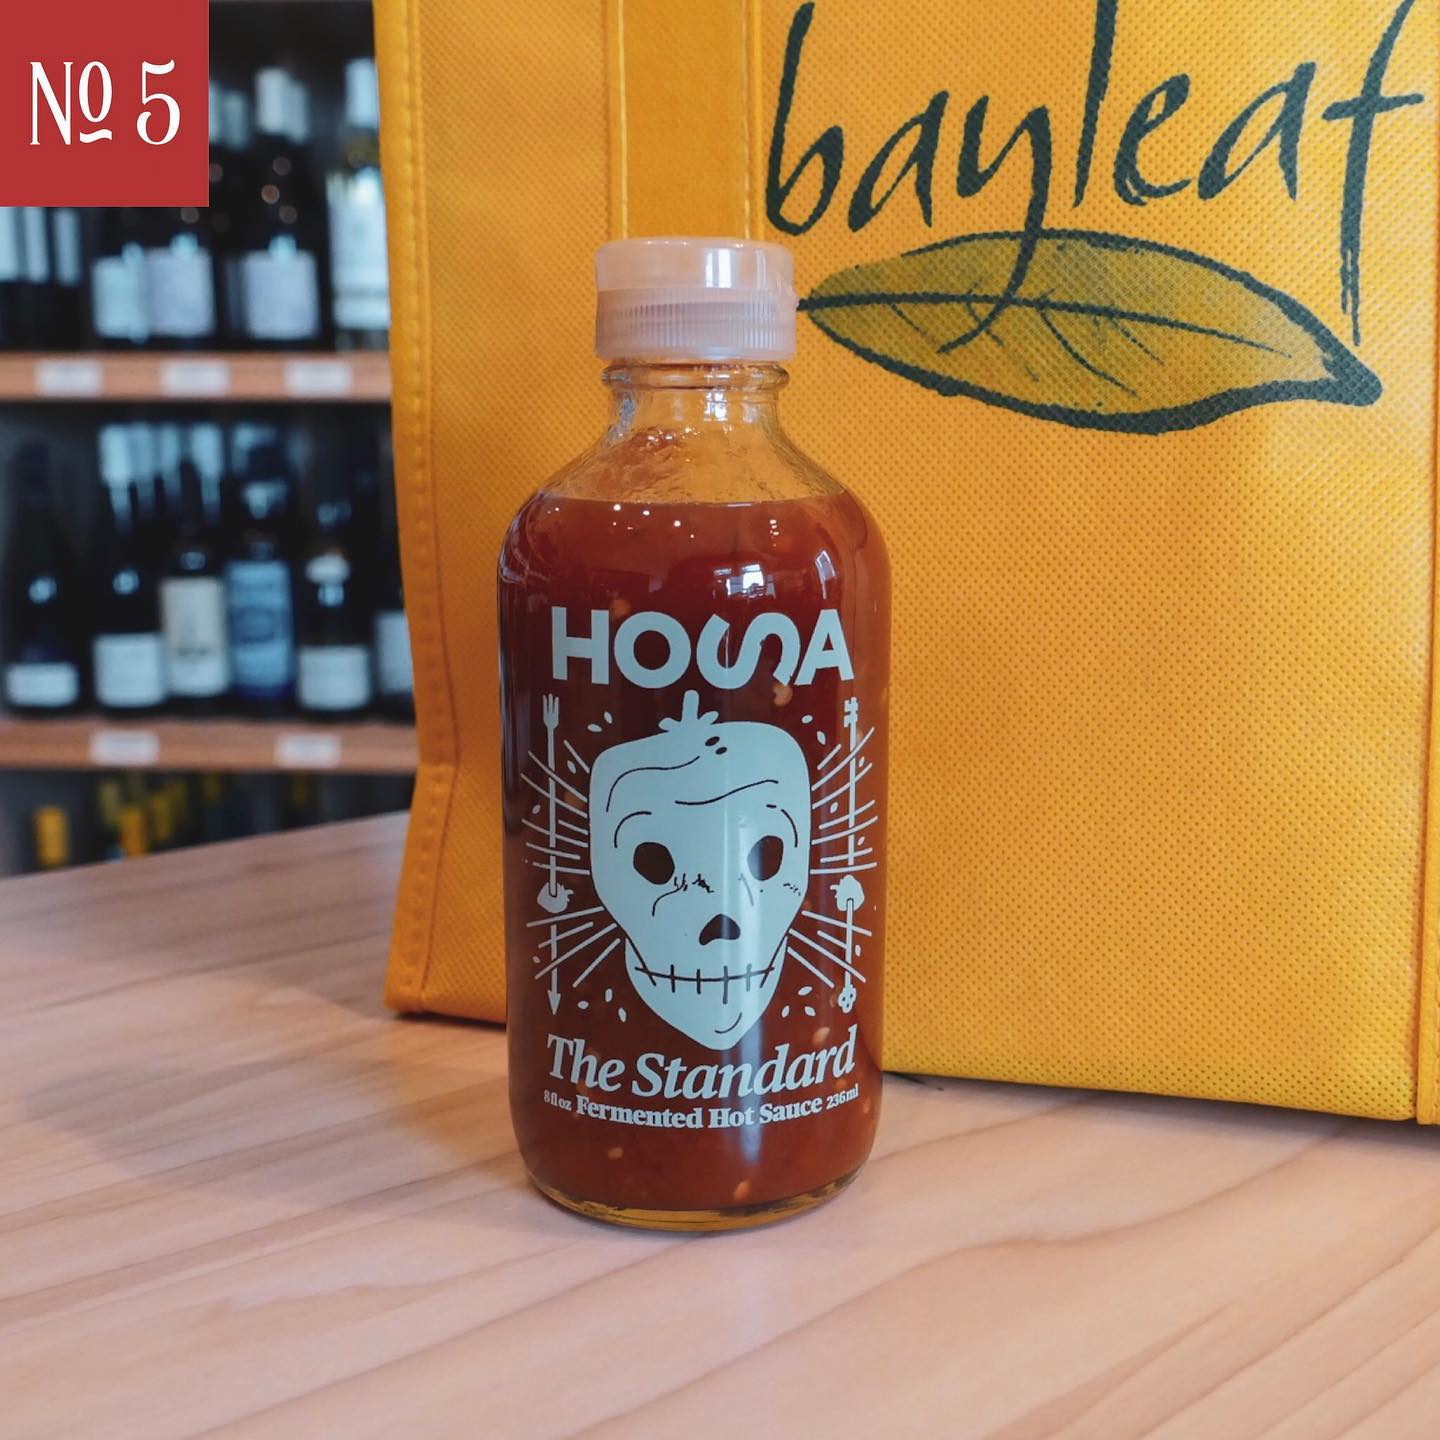 Nº 5
bayleaf
HOSA
The Standard
8 fl oz Fermented Hot Sauce 236 ml